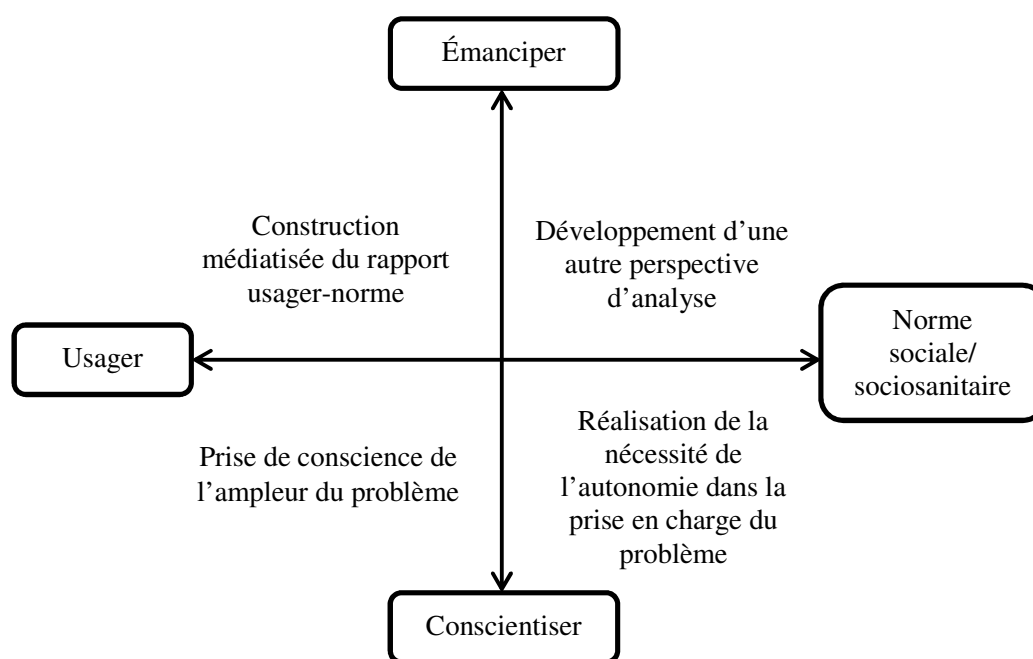 Émanciper
Construction
médiatisée du rapport
usager-norme
Développement d’une
autre perspective
d’analyse
Usager
Norme
sociale/
sociosanitaire
Prise de conscience de
l’ampleur du problème
Réalisation de la
nécessité de
l’autonomie dans la
prise en charge du
problème
Conscientiser